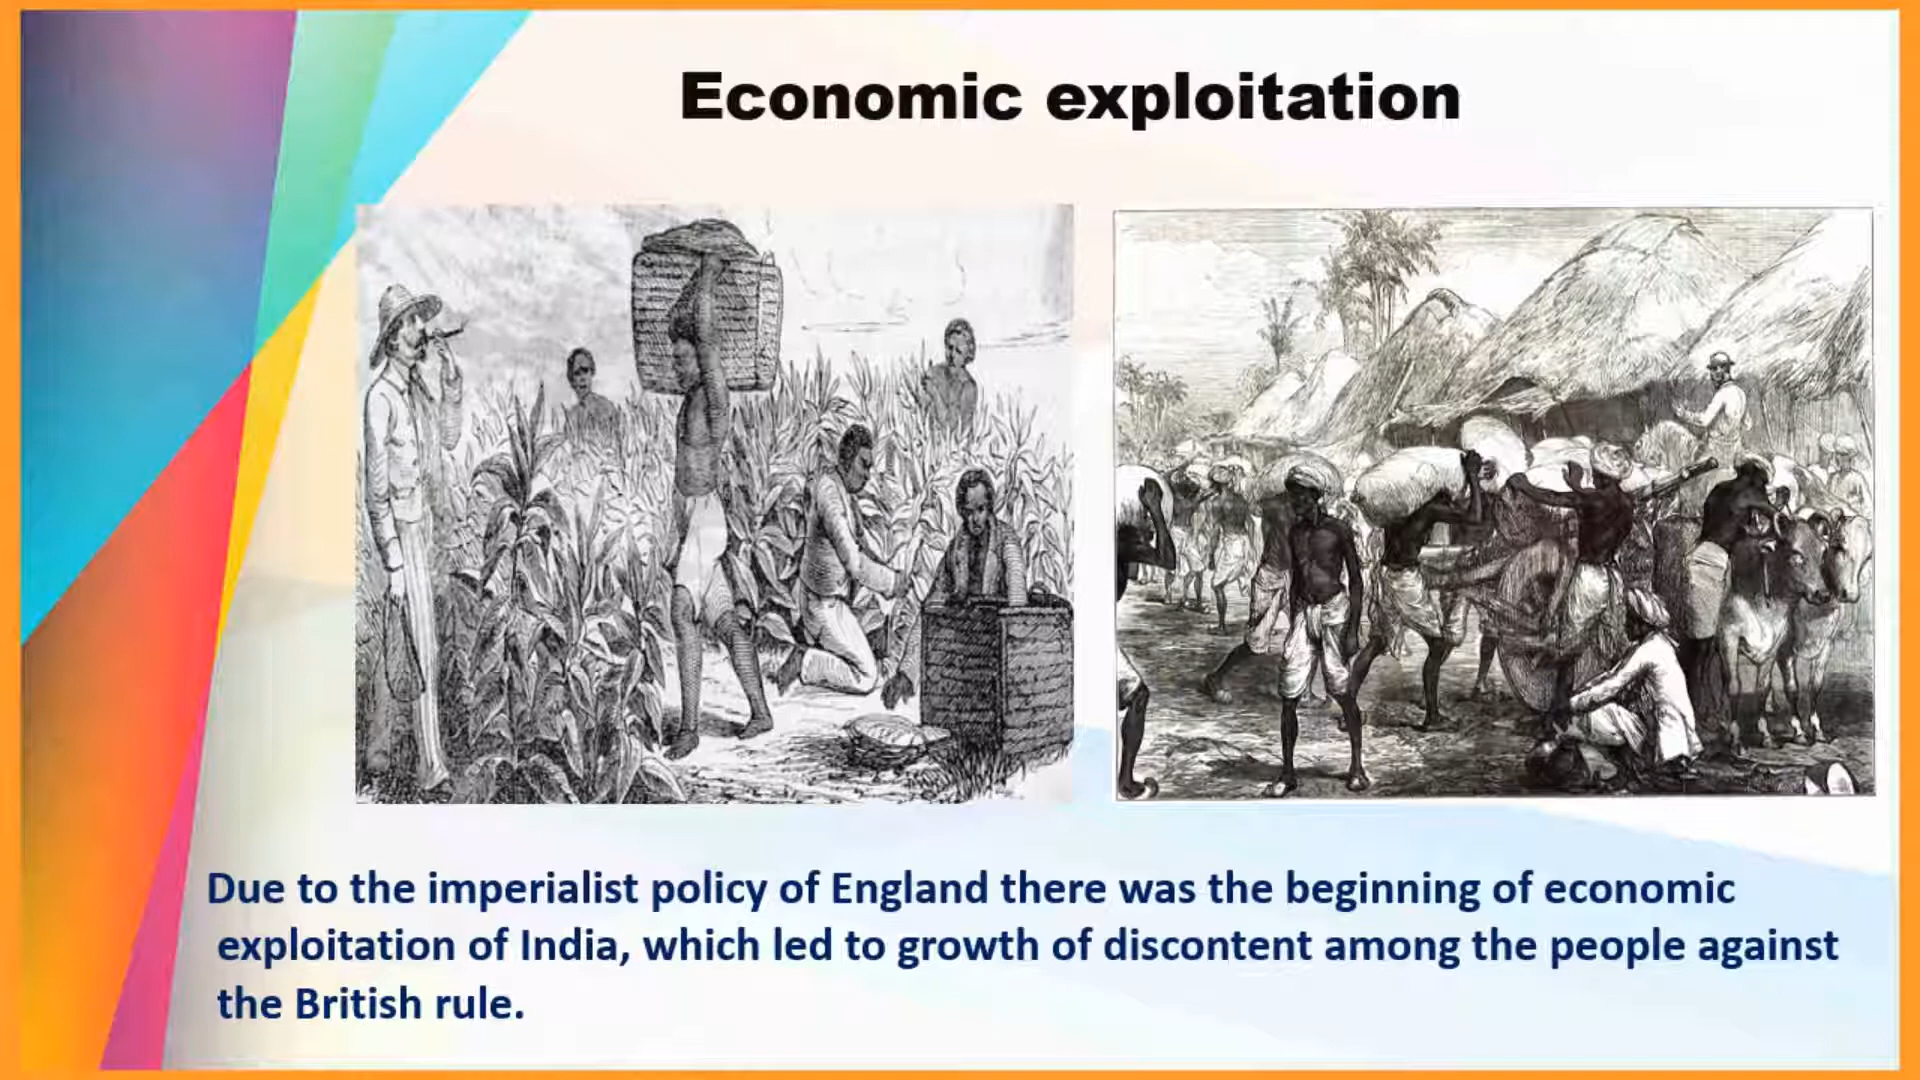 Economic exploitation
Due to the imperialist policy of England there was the beginning of economic
exploitation of India, which led to growth of discontent among the people against
the British rule.